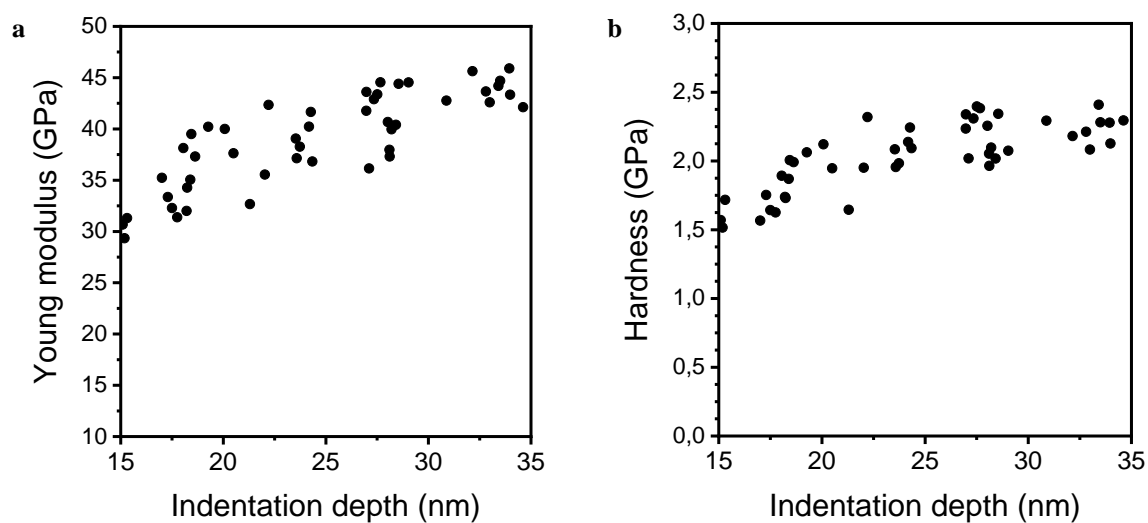 a
50
45
40
35
30
25
20
15
10
Young modulus (GPa)
15 20 25 30 35
Indentation depth (nm)
b
3,0
2,5
2,0
1,5
1,0
0,5
0,0
Hardness (GPa)
15 20 25 30 35
Indentation depth (nm)